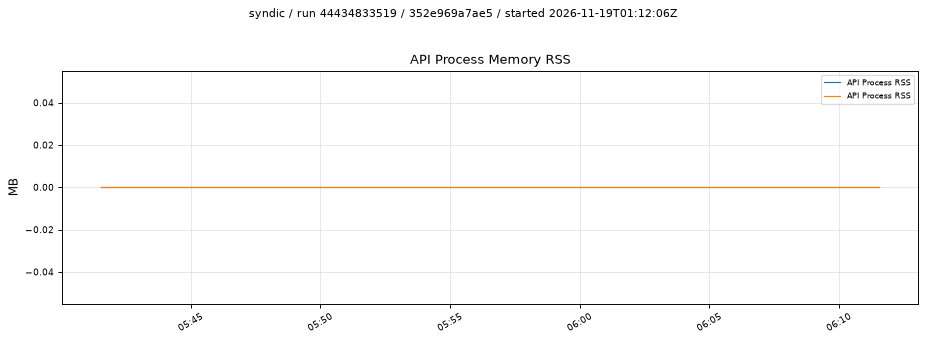 syndic / run 44434833519 / 352e969a7ae5 / started 2026-11-19T01:12:06Z
API Process Memory RSS
API Process RSS
API Process RSS
0.04
0.02
0.00
−0.02
−0.04
MB
05:45
05:50
05:55
06:00
06:05
06:10